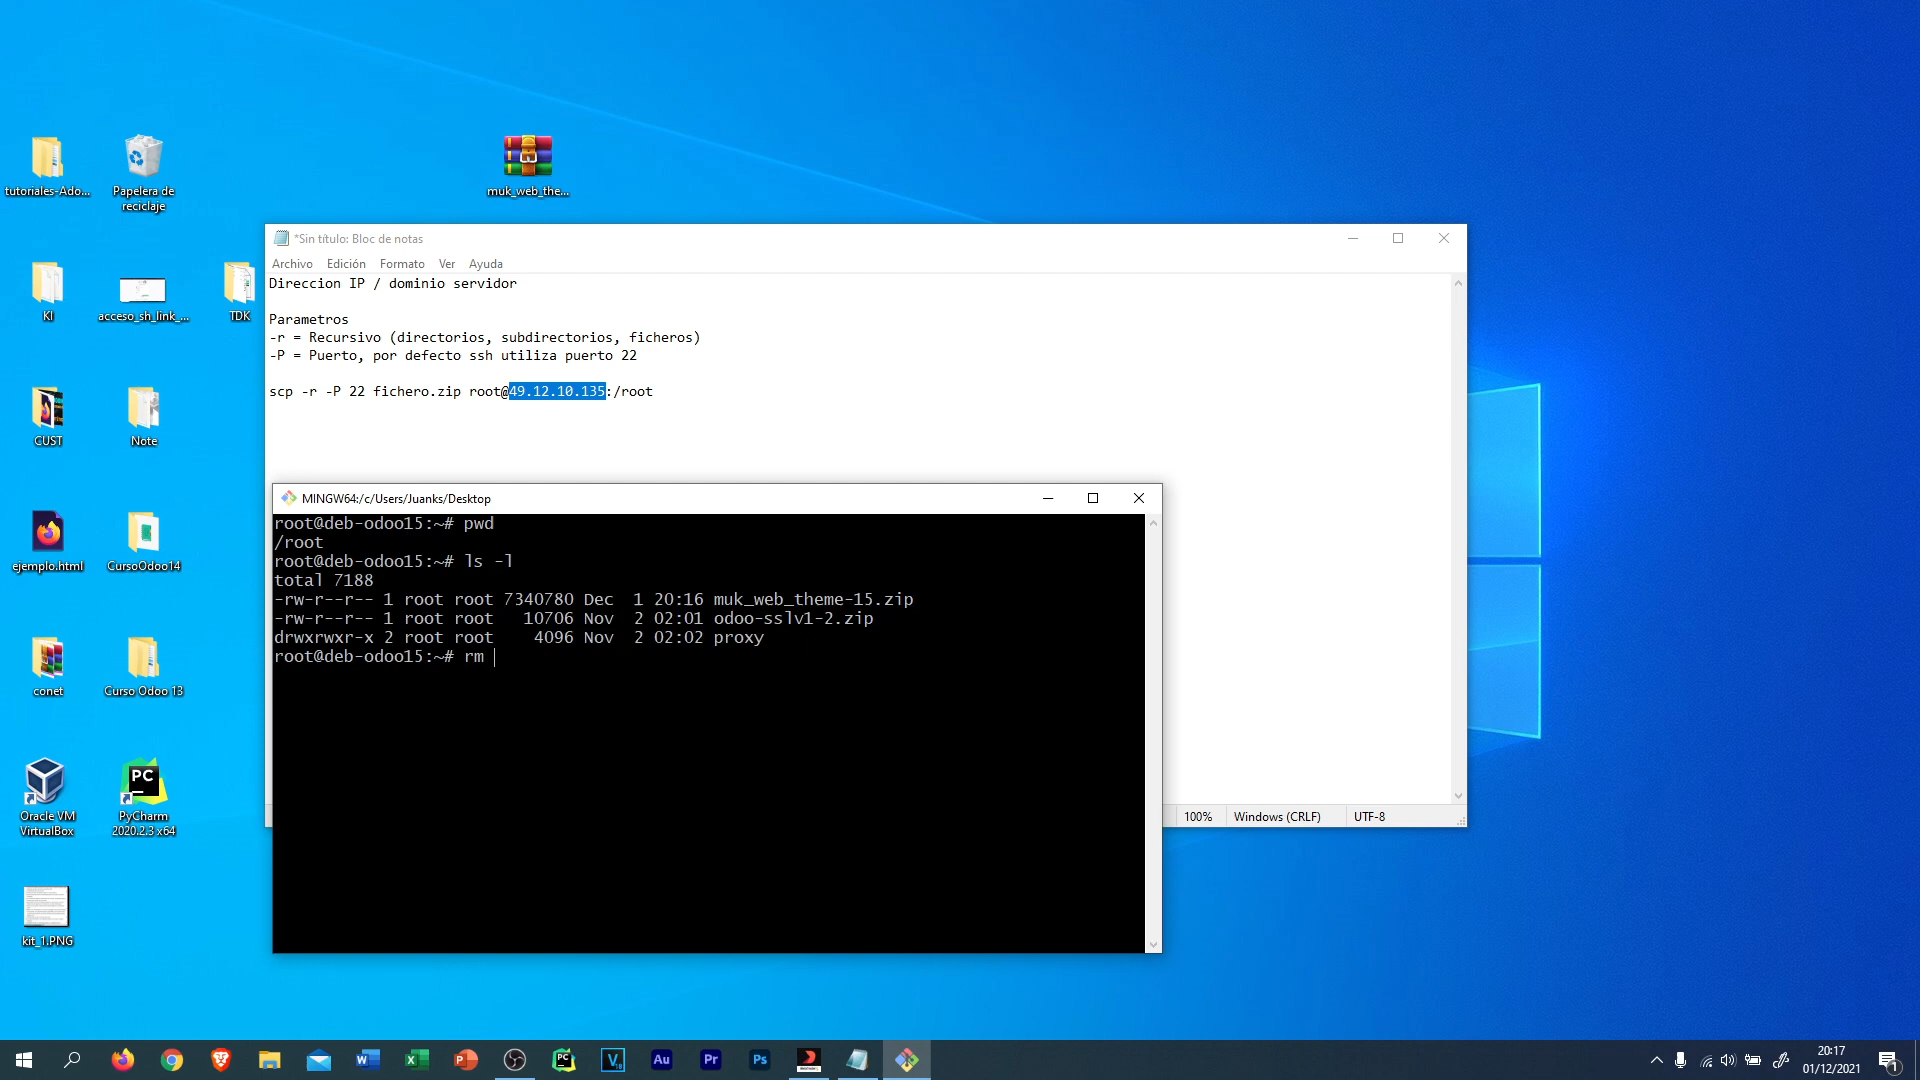 tutoriales-Ado...
Papelera de
reciclaje
muk_web_the...
KI
acceso_sh_link_...
TDK
CUST
Note
ejemplo.html
CursoOdoo14
conet
Curso Odoo 13
Oracle VM
VirtualBox
PyCharm
2020.2.3 x64
kit_1.PNG
*Sin título: Bloc de notas
Archivo Edición Formato Ver Ayuda
Direccion IP / dominio servidor
Parametros
-r = Recursivo (directorios, subdirectorios, ficheros)
-P = Puerto, por defecto ssh utiliza puerto 22
scp -r -P 22 fichero.zip root@49.12.10.135:/root
100% Windows (CRLF) UTF-8
MINGW64:/c/Users/Juanks/Desktop
root@deb-odoo15:~# pwd
/root
root@deb-odoo15:~# ls -l
total 7188
-rw-r--r-- 1 root root 7340780 Dec  1 20:16 muk_web_theme-15.zip
-rw-r--r-- 1 root root   10706 Nov  2 02:01 odoo-sslv1-2.zip
drwxrwxr-x 2 root root    4096 Nov  2 02:02 proxy
root@deb-odoo15:~# rm
PC
Au
Pr
Ps
20:17
01/12/2021
1